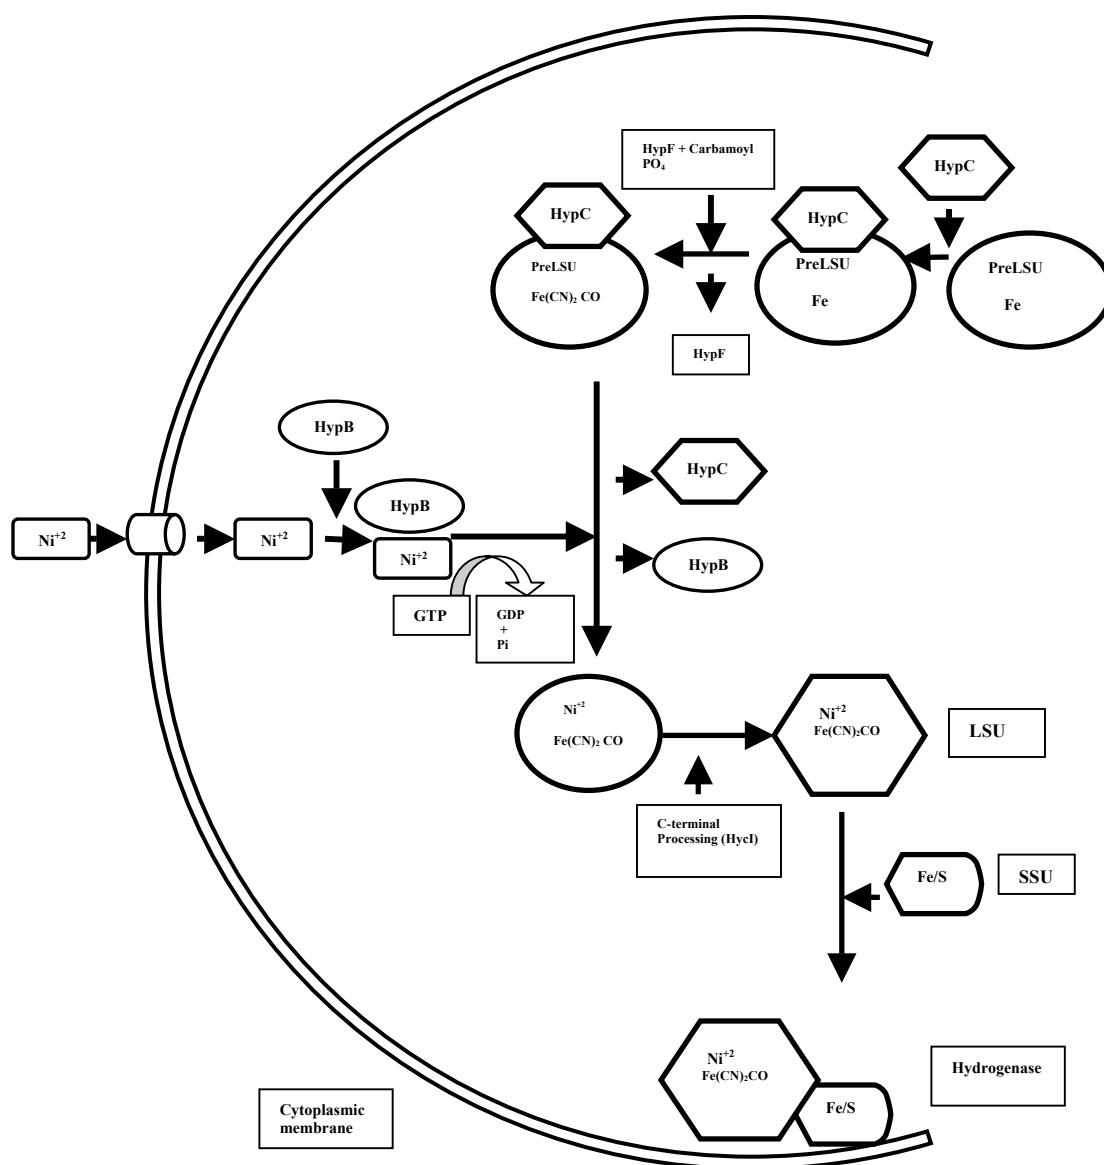 HypF + Carbamoyl
PO₄
HypC
HypC
HypC
PreLSU
Fe(CN)₂ CO
PreLSU
Fe
PreLSU
Fe
HypF
HypB
HypC
HypB
Ni⁺²
Ni⁺²
Ni⁺²
HypB
GTP
GDP
+
Pi
Ni⁺²
Fe(CN)₂ CO
Ni⁺²
Fe(CN)₂CO
LSU
C-terminal
Processing (HycI)
Fe/S
SSU
Ni⁺²
Fe(CN)₂CO
Fe/S
Hydrogenase
Cytoplasmic
membrane